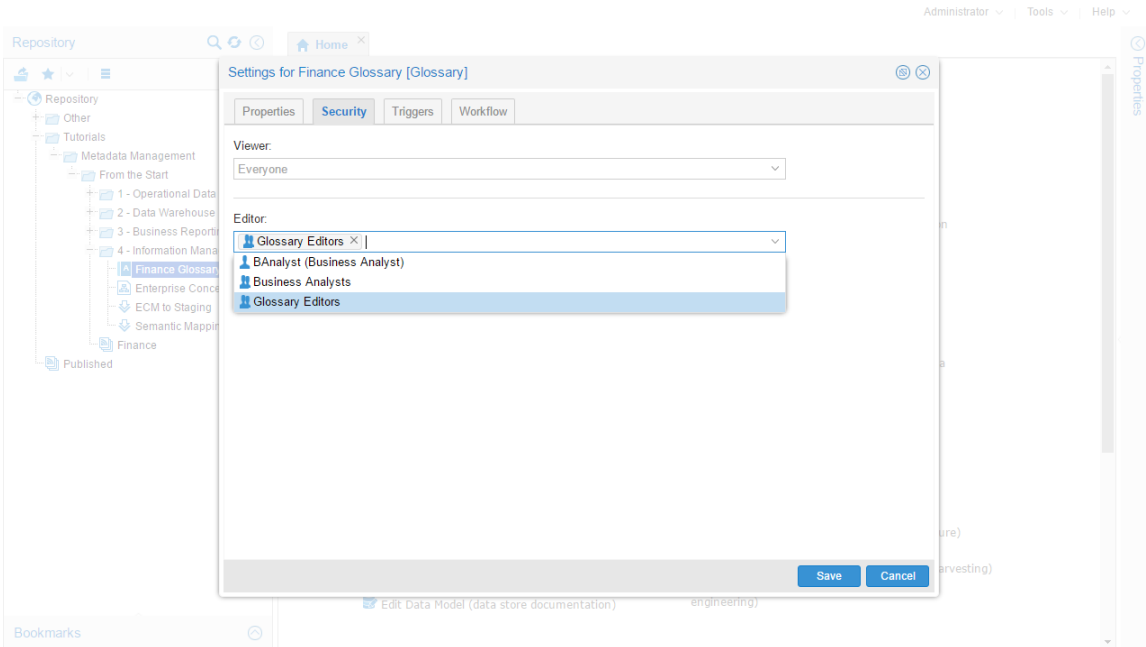 Administrator Tools Help
Repository
Home
Properties
Settings for Finance Glossary [Glossary]
Properties Security Triggers Workflow
Viewer:
Everyone
Editor:
Glossary Editors
BAnalyst (Business Analyst)
Business Analysts
Glossary Editors
Repository
Other
Tutorials
Metadata Management
From the Start
1 - Operational Data
2 - Data Warehouse
3 - Business Reporti
4 - Information Mana
Finance Glossary
Enterprise Conce
ECM to Staging
Semantic Mappin
Finance
Published
ure)
arvesting)
Edit Data Model (data store documentation)
engineering)
Save Cancel
Bookmarks